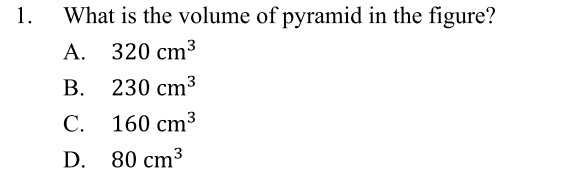 1. What is the volume of pyramid in the figure?
A. 320 cm³
B. 230 cm³
C. 160 cm³
D. 80 cm³